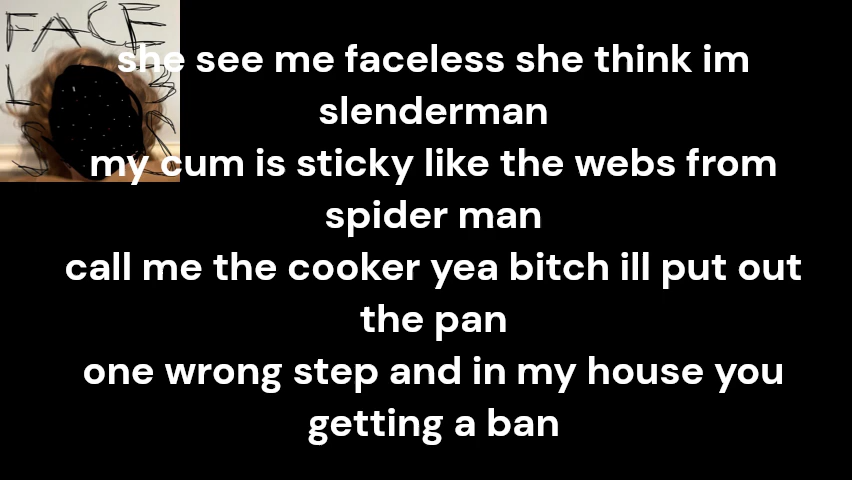 FACE
LESS
she see me faceless she think im
slenderman
my cum is sticky like the webs from
spider man
call me the cooker yea bitch ill put out
the pan
one wrong step and in my house you
getting a ban